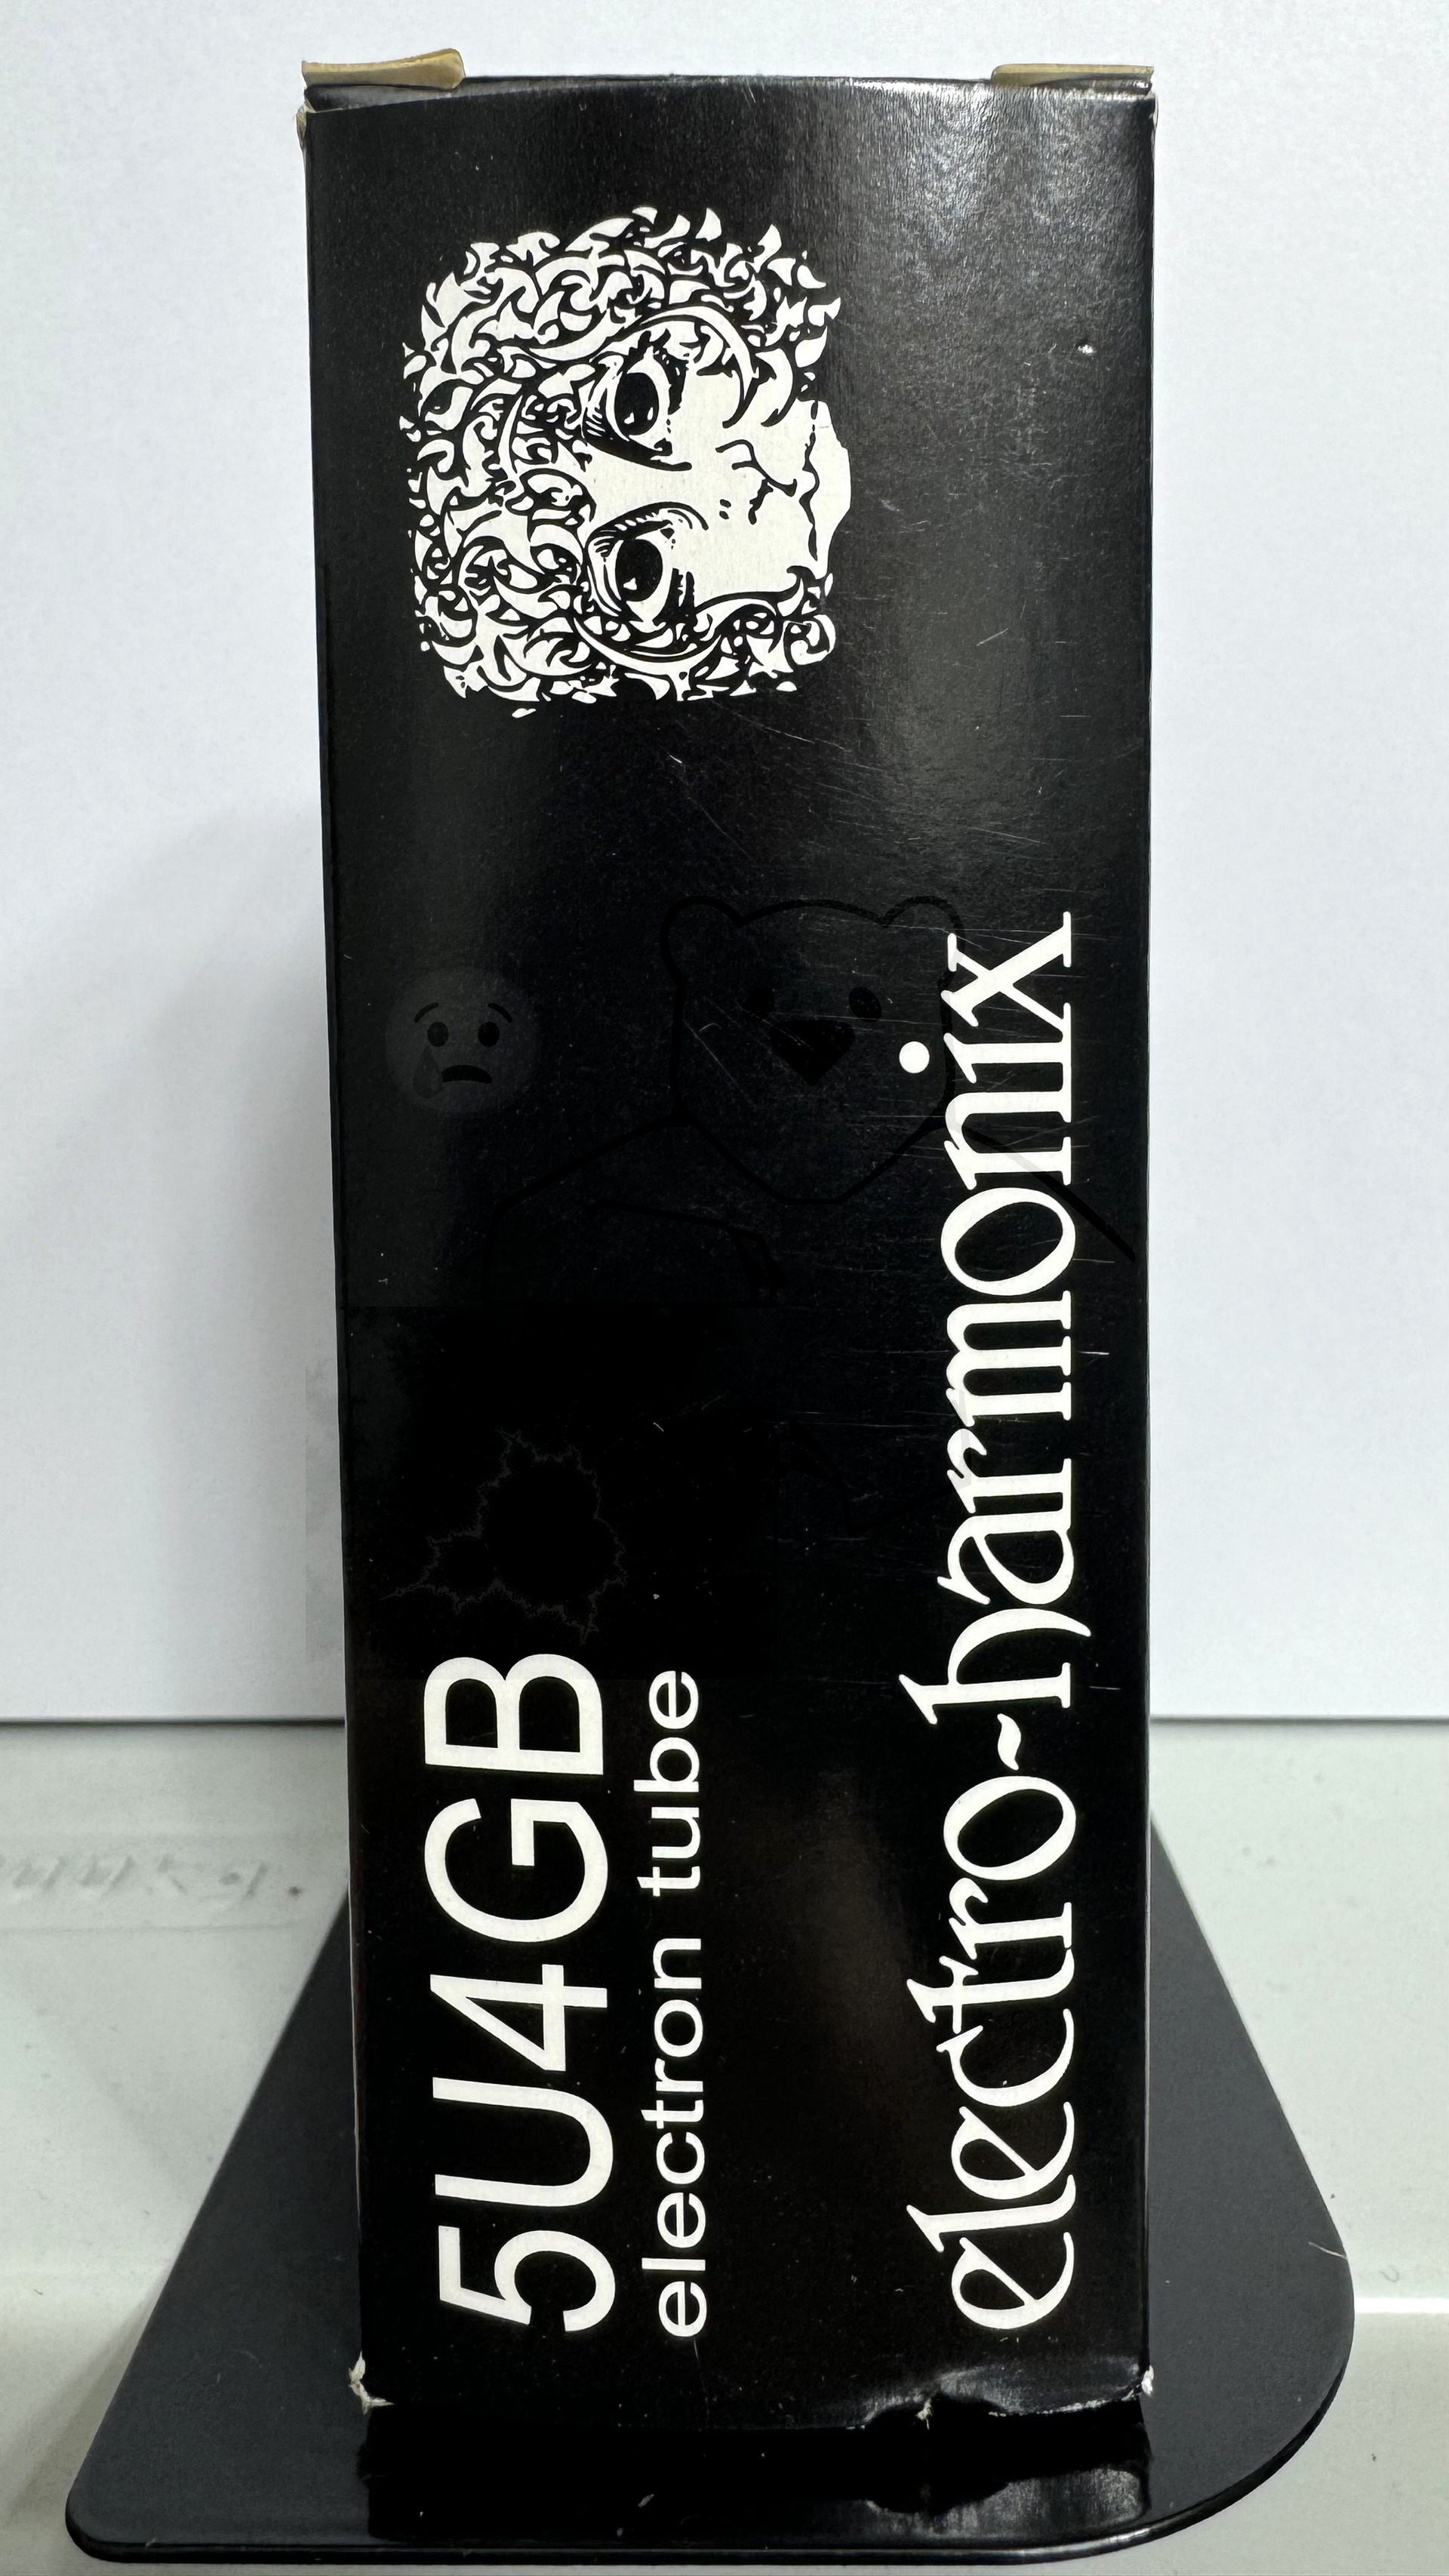 5U4GB
electron tube
electro-harmonix